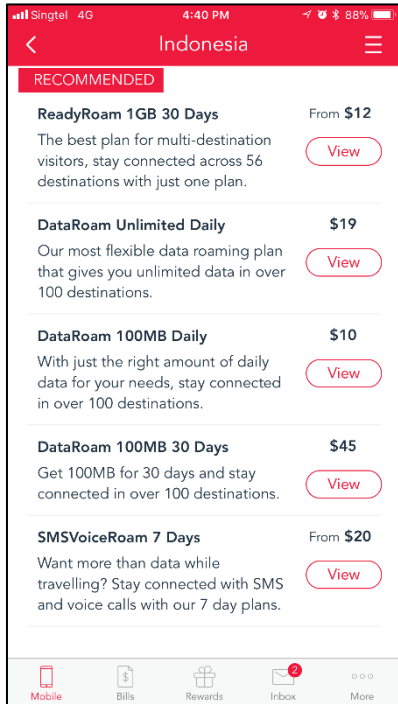 Singtel 4G 4:40 PM 88%
Indonesia
RECOMMENDED
ReadyRoam 1GB 30 Days From $12
The best plan for multi-destination View
visitors, stay connected across 56
destinations with just one plan.
DataRoam Unlimited Daily $19
Our most flexible data roaming plan View
that gives you unlimited data in over
100 destinations.
DataRoam 100MB Daily $10
With just the right amount of daily View
data for your needs, stay connected
in over 100 destinations.
DataRoam 100MB 30 Days $45
Get 100MB for 30 days and stay View
connected in over 100 destinations.
SMSVoiceRoam 7 Days From $20
Want more than data while View
travelling? Stay connected with SMS
and voice calls with our 7 day plans.
2
Mobile Bills Rewards Inbox More